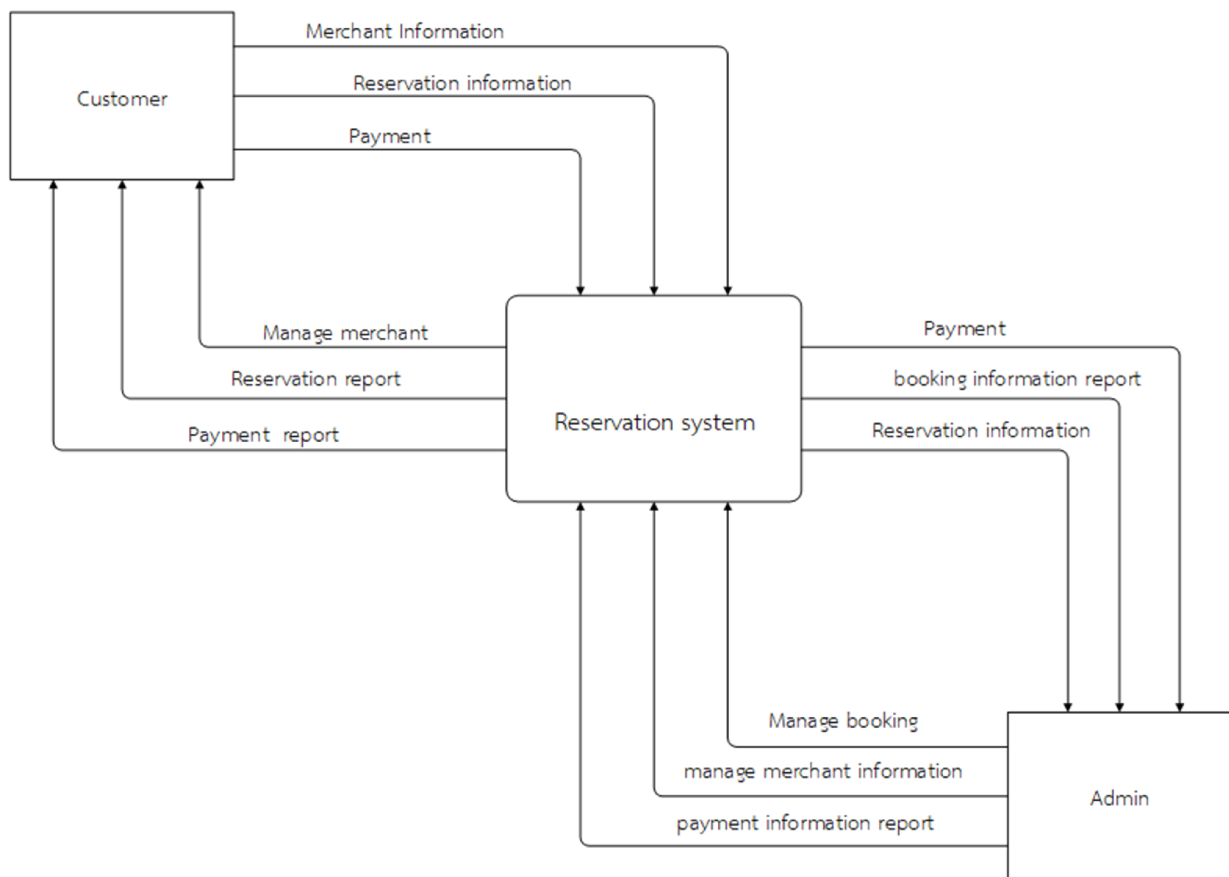 Merchant Information
Reservation information
Customer
Payment
Manage merchant
Payment
Reservation report
booking information report
Reservation system
Payment  report
Reservation information
Manage booking
manage merchant information
Admin
payment information report